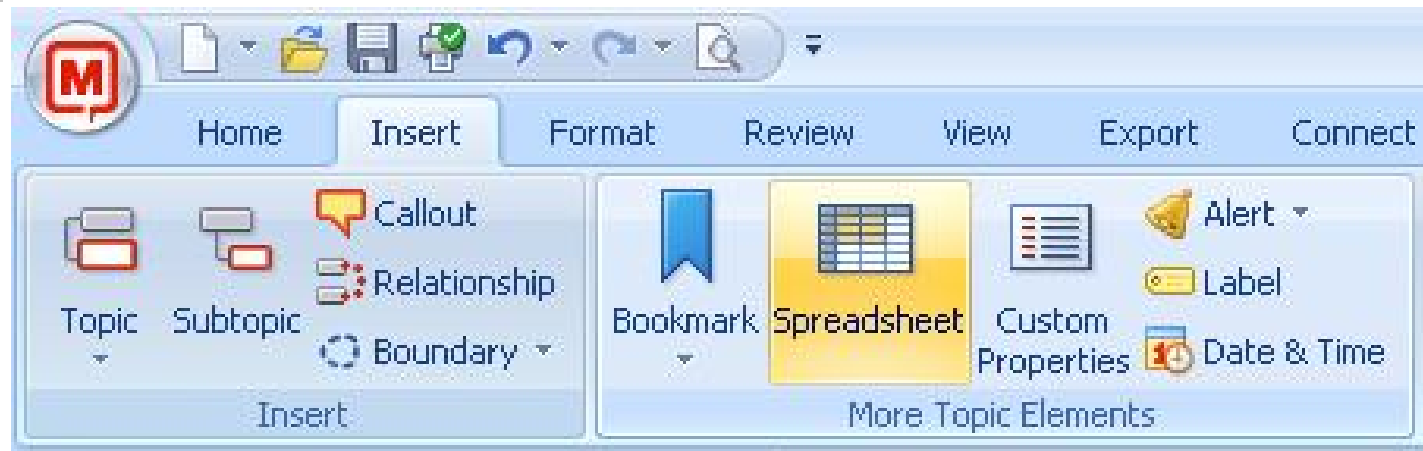 M
Home Insert Format Review View Export Connect
Callout
Alert
Relationship
Label
Topic Subtopic
Bookmark Spreadsheet Custom Properties
Boundary
Date & Time
Insert
More Topic Elements